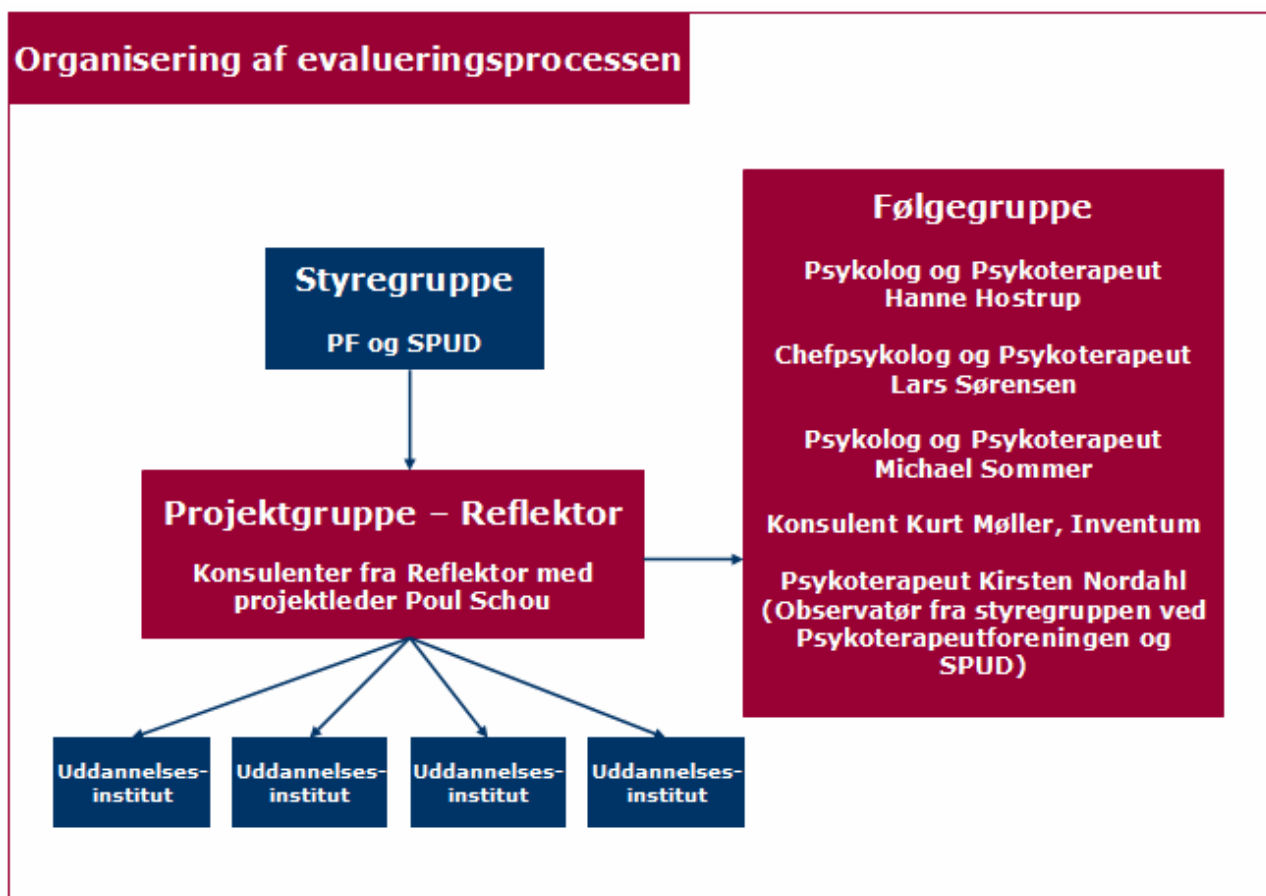 Organisering af evalueringsprocessen
Styregruppe
PF og SPUD
Projektgruppe – Reflektor
Konsulenter fra Reflektor med
projektleder Poul Schou
Følgegruppe
Psykolog og Psykoterapeut
Hanne Hostrup
Chefpsykolog og Psykoterapeut
Lars Sørensen
Psykolog og Psykoterapeut
Michael Sommer
Konsulent Kurt Møller, Inventum
Psykoterapeut Kirsten Nordahl
(Observatør fra styregruppen ved
Psykoterapeutforeningen og
SPUD)
Uddannelses-
institut
Uddannelses-
institut
Uddannelses-
institut
Uddannelses-
institut